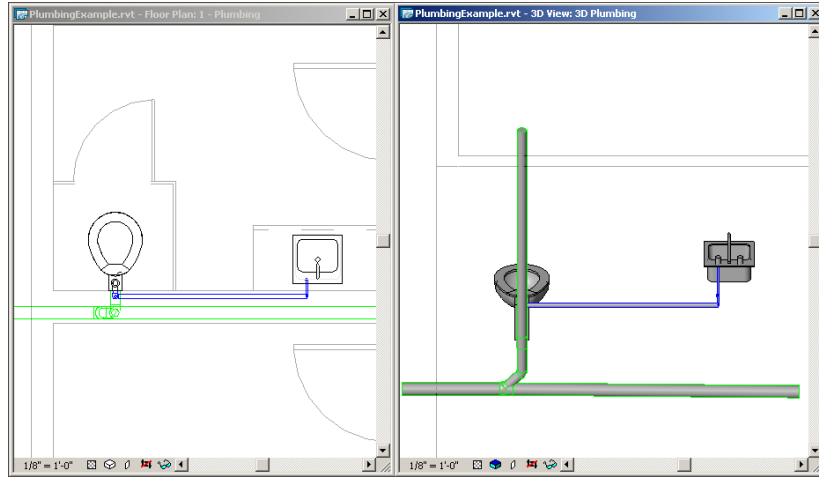 PlumbingExample.rvt - Floor Plan: 1 - Plumbing
PlumbingExample.rvt - 3D View: 3D Plumbing
1/8" = 1'-0"
1/8" = 1'-0"